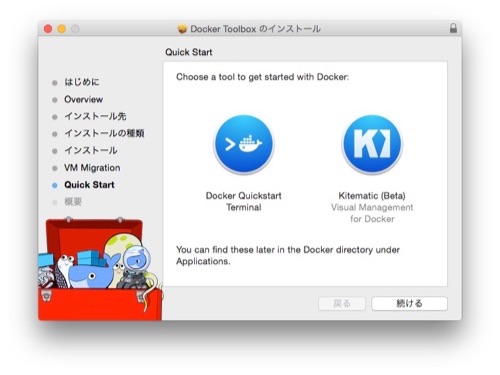 Docker Toolbox のインストール
Quick Start
はじめに
Overview
インストール先
インストールの種類
インストール
VM Migration
Quick Start
概要
Choose a tool to get started with Docker:
Docker Quickstart
Terminal
Kitematic (Beta)
Visual Management
for Docker
You can find these later in the Docker directory under
Applications.
戻る
続ける